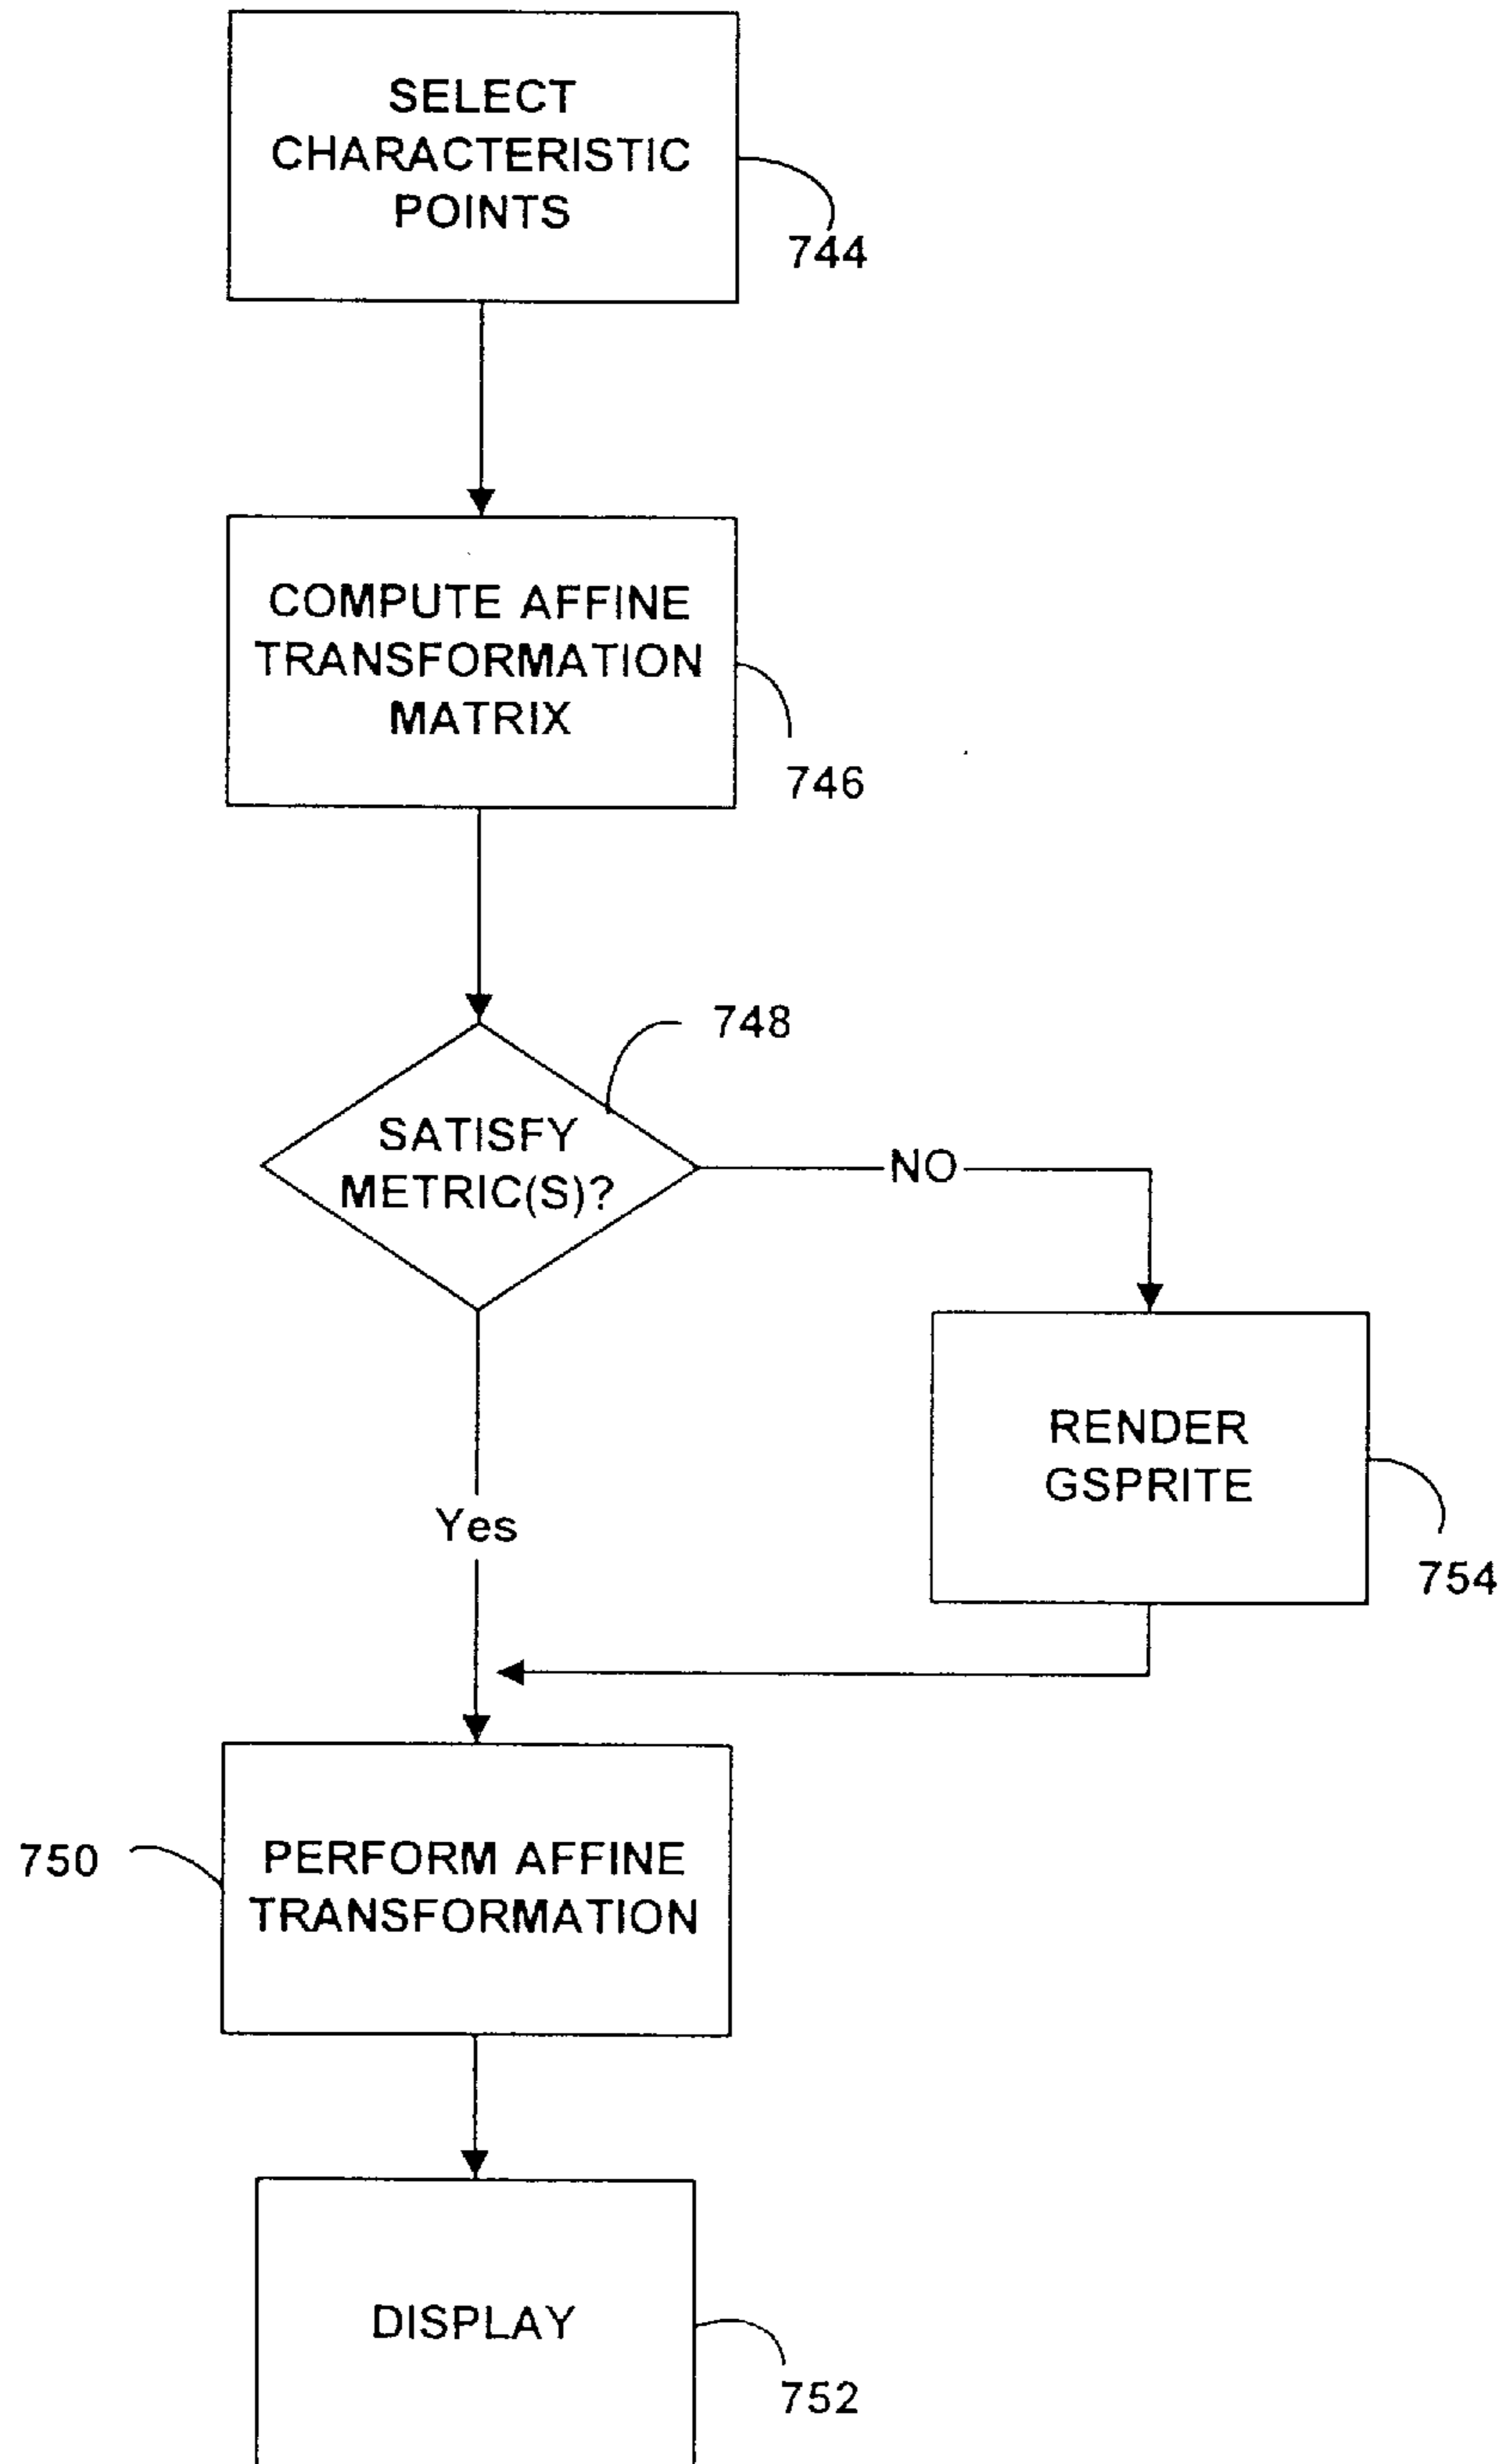 SELECT
CHARACTERISTIC
POINTS
744
COMPUTE AFFINE
TRANSFORMATION
MATRIX
746
748
SATISFY
METRIC(S)?
NO
RENDER
GSPRITE
754
Yes
750
PERFORM AFFINE
TRANSFORMATION
DISPLAY
752